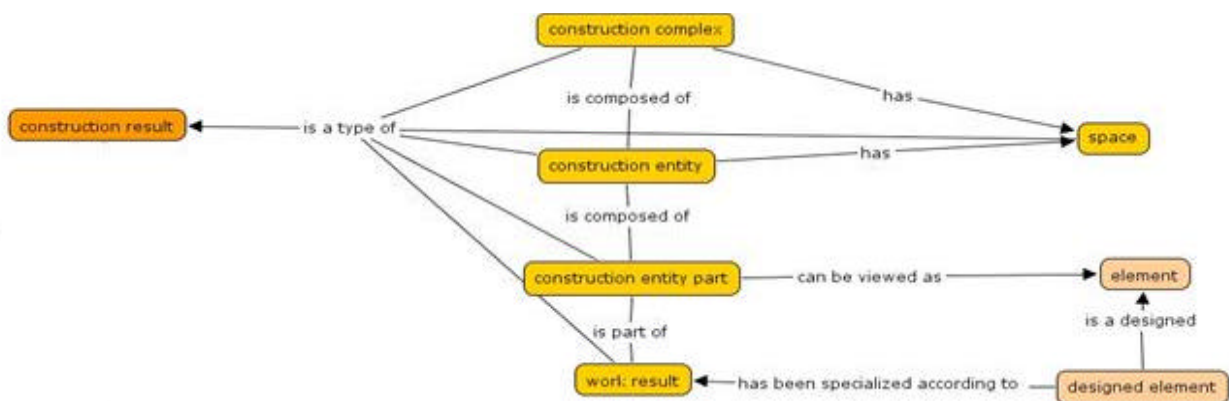 construction complex
is composed of
has
construction result
is a type of
space
construction entity
has
is composed of
construction entity part
can be viewed as
element
is a designed
is part of
work result
has been specialized according to
designed element